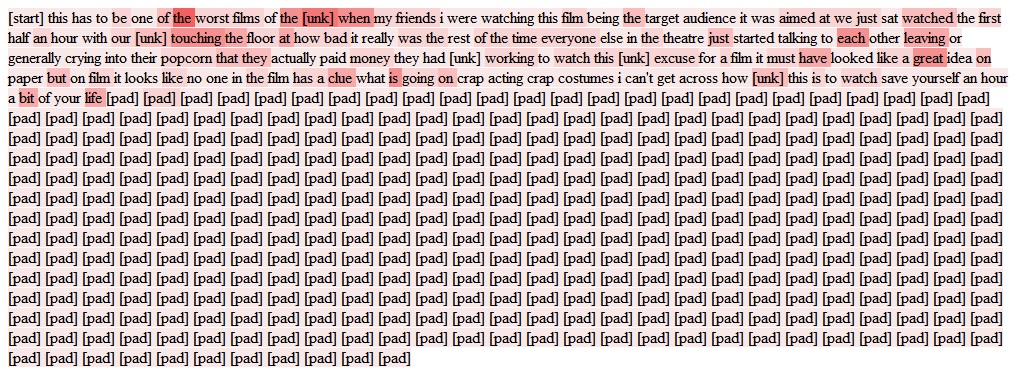 [start] this has to be one of the worst films of the [unk] when my friends i were watching this film being the target audience it was aimed at we just sat watched the first
half an hour with our [unk] touching the floor at how bad it really was the rest of the time everyone else in the theatre just started talking to each other leaving or
generally crying into their popcorn that they actually paid money they had [unk] working to watch this [unk] excuse for a film it must have looked like a great idea on
paper but on film it looks like no one in the film has a clue what is going on crap acting crap costumes i can't get across how [unk] this is to watch save yourself an hour
a bit of your life [pad] [pad] [pad] [pad] [pad] [pad] [pad] [pad] [pad] [pad] [pad] [pad] [pad] [pad] [pad] [pad] [pad] [pad] [pad] [pad] [pad] [pad] [pad] [pad]
[pad] [pad] [pad] [pad] [pad] [pad] [pad] [pad] [pad] [pad] [pad] [pad] [pad] [pad] [pad] [pad] [pad] [pad] [pad] [pad] [pad] [pad] [pad] [pad] [pad] [pad] [pad]
[pad] [pad] [pad] [pad] [pad] [pad] [pad] [pad] [pad] [pad] [pad] [pad] [pad] [pad] [pad] [pad] [pad] [pad] [pad] [pad] [pad] [pad] [pad] [pad] [pad] [pad] [pad]
[pad] [pad] [pad] [pad] [pad] [pad] [pad] [pad] [pad] [pad] [pad] [pad] [pad] [pad] [pad] [pad] [pad] [pad] [pad] [pad] [pad] [pad] [pad] [pad] [pad] [pad] [pad]
[pad] [pad] [pad] [pad] [pad] [pad] [pad] [pad] [pad] [pad] [pad] [pad] [pad] [pad] [pad] [pad] [pad] [pad] [pad] [pad] [pad] [pad] [pad] [pad] [pad] [pad] [pad]
[pad] [pad] [pad] [pad] [pad] [pad] [pad] [pad] [pad] [pad] [pad] [pad] [pad] [pad] [pad] [pad] [pad] [pad] [pad] [pad] [pad] [pad] [pad] [pad] [pad] [pad] [pad]
[pad] [pad] [pad] [pad] [pad] [pad] [pad] [pad] [pad] [pad] [pad] [pad] [pad] [pad] [pad] [pad] [pad] [pad] [pad] [pad] [pad] [pad] [pad] [pad] [pad] [pad] [pad]
[pad] [pad] [pad] [pad] [pad] [pad] [pad] [pad] [pad] [pad] [pad] [pad] [pad] [pad] [pad] [pad] [pad] [pad] [pad] [pad] [pad] [pad] [pad] [pad] [pad] [pad] [pad]
[pad] [pad] [pad] [pad] [pad] [pad] [pad] [pad] [pad] [pad] [pad] [pad] [pad] [pad] [pad] [pad] [pad] [pad] [pad] [pad] [pad] [pad] [pad] [pad] [pad] [pad] [pad]
[pad] [pad] [pad] [pad] [pad] [pad] [pad] [pad] [pad] [pad] [pad] [pad] [pad] [pad] [pad] [pad] [pad] [pad] [pad] [pad] [pad] [pad] [pad] [pad] [pad] [pad] [pad]
[pad] [pad] [pad] [pad] [pad] [pad] [pad] [pad] [pad] [pad] [pad] [pad] [pad] [pad] [pad] [pad] [pad] [pad] [pad] [pad] [pad] [pad] [pad] [pad] [pad] [pad] [pad]
[pad] [pad] [pad] [pad] [pad] [pad] [pad] [pad] [pad] [pad] [pad] [pad] [pad] [pad] [pad] [pad] [pad] [pad] [pad] [pad] [pad] [pad] [pad] [pad] [pad] [pad] [pad]
[pad] [pad] [pad] [pad] [pad] [pad] [pad] [pad] [pad] [pad] [pad] [pad] [pad] [pad] [pad] [pad] [pad] [pad] [pad] [pad] [pad] [pad] [pad] [pad] [pad] [pad] [pad]
[pad] [pad] [pad] [pad] [pad] [pad] [pad] [pad] [pad] [pad] [pad]